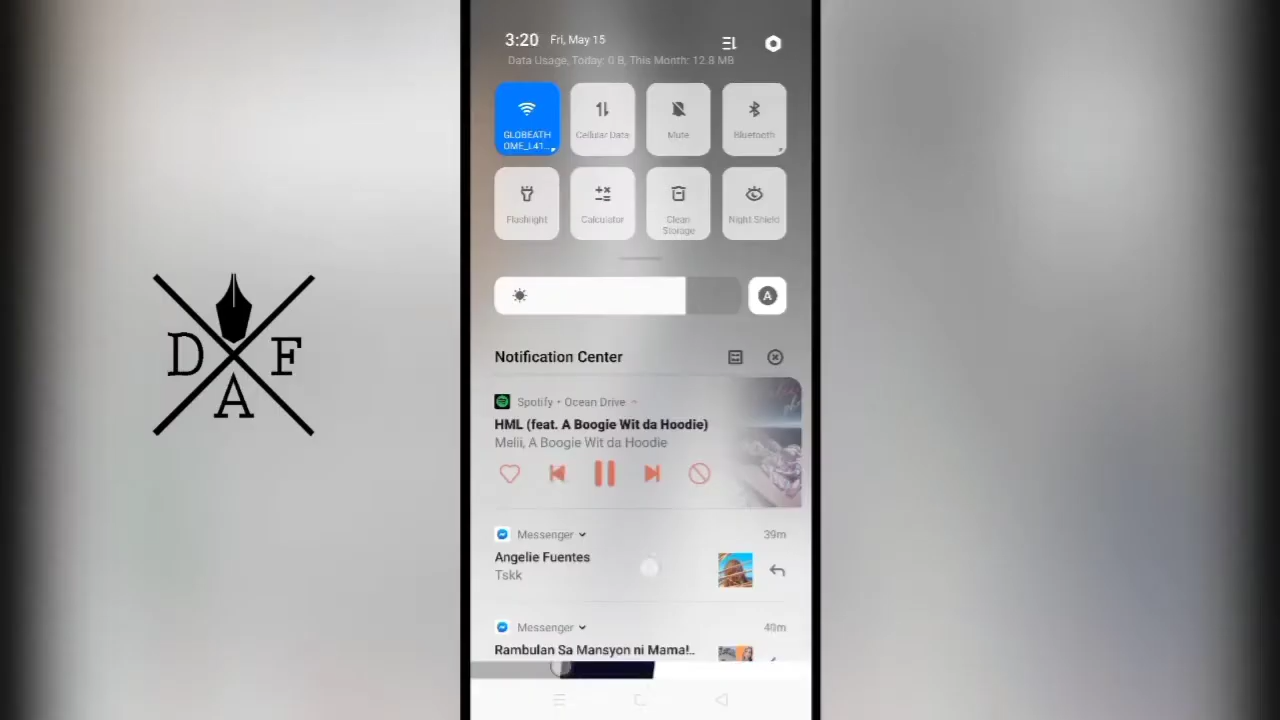 3:20 Fri, May 15
Data Usage, Today: 0 B, This Month: 12.8 MB
GLOBEATH
OME_L41...
Cellular Data
Mute
Bluetooth
Flashlight
Calculator
Clean
Storage
Night Shield
A
Notification Center
Spotify • Ocean Drive
HML (feat. A Boogie Wit da Hoodie)
Melii, A Boogie Wit da Hoodie
Messenger
39m
Angelie Fuentes
Tskk
Messenger
40m
Rambulan Sa Mansyon ni Mama!..
D F
A